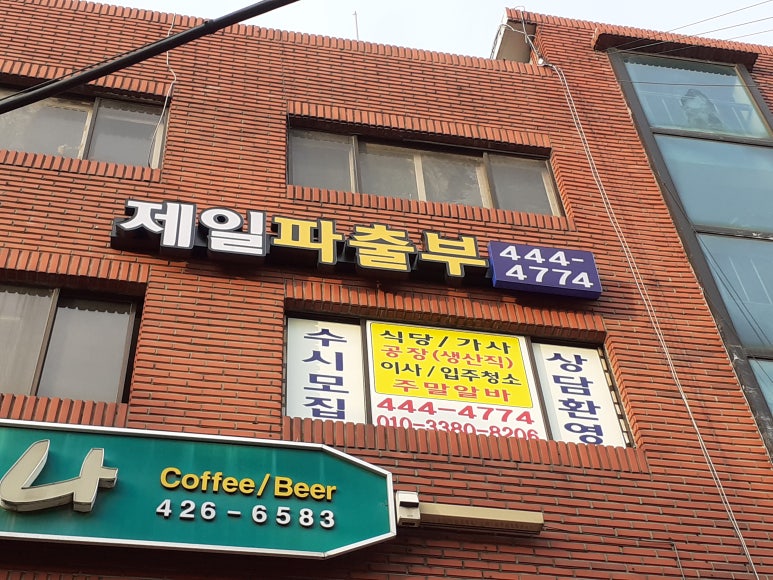 제일파출부 444-
4774
수시모집
식당/가사
공장(생산직)
이사/입주청소
주말알바
444-4774
010-3380-8206
상담환영
나
Coffee/Beer
426-6583